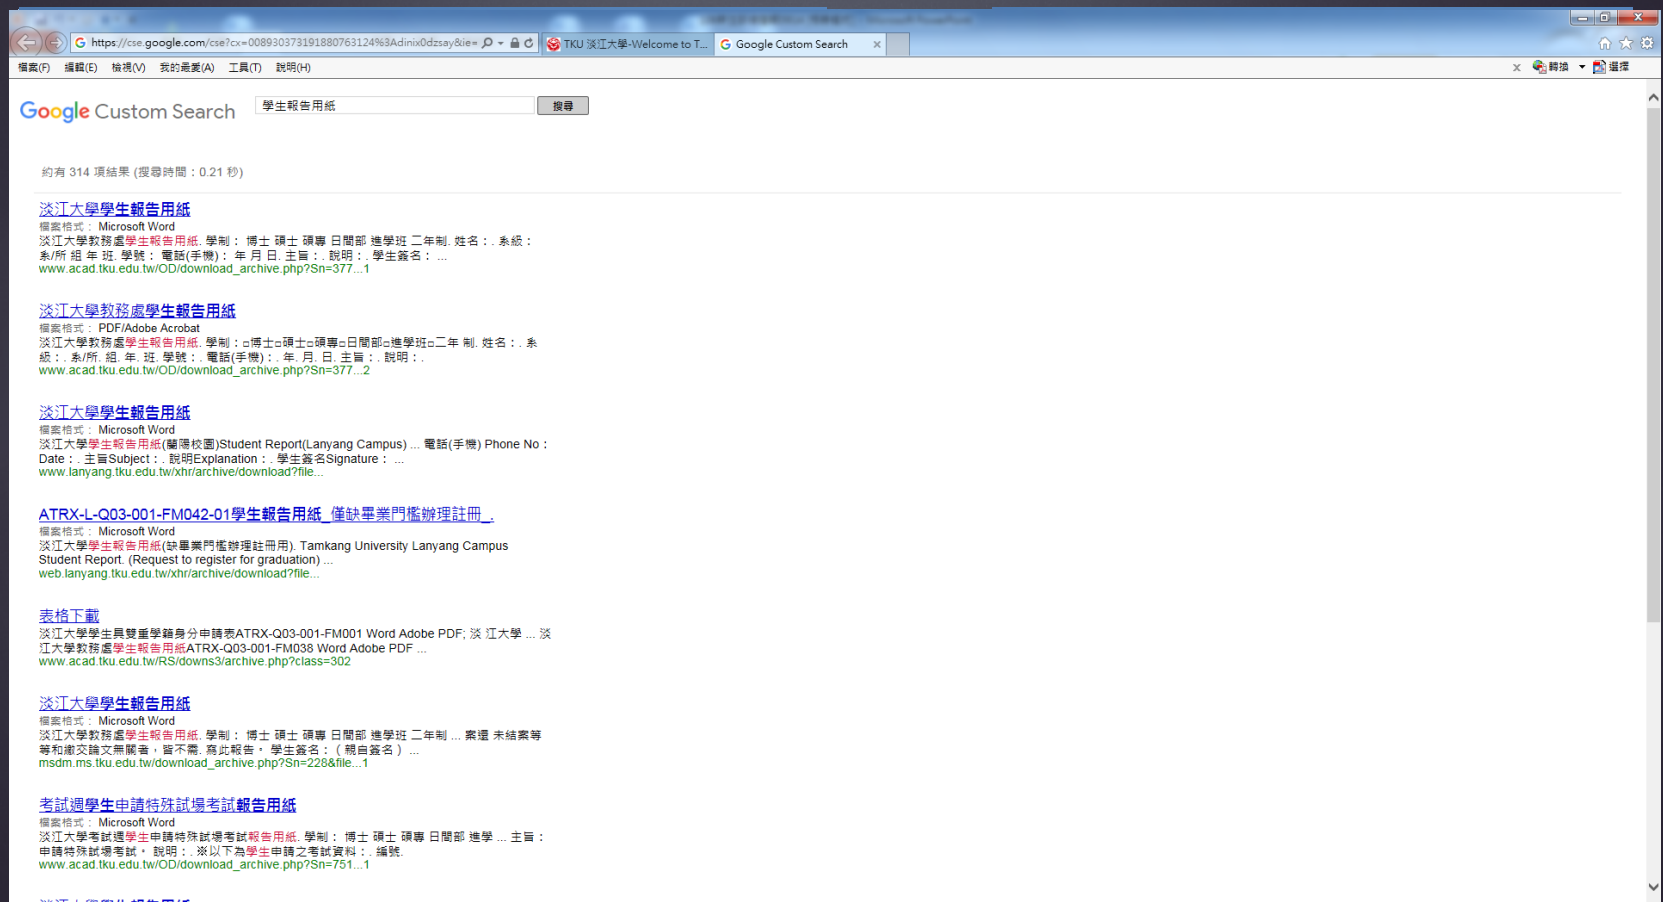 https://cse.google.com/cse?cx=008930373191880763124%3Adinix0dzsay&ie=
TKU 淡江大學-Welcome to T...
Google Custom Search
檔案(F) 編輯(E) 檢視(V) 我的最愛(A) 工具(T) 說明(H)
轉換 選擇
Google Custom Search
學生報告用紙
搜尋
約有 314 項結果 (搜尋時間：0.21 秒)
淡江大學學生報告用紙
檔案格式： Microsoft Word
淡江大學教務處學生報告用紙. 學制： 博士 碩士 碩專 日間部 進學班 二年制. 姓名：. 系級：
系/所 組 年 班. 學號： 電話(手機)： 年 月 日. 主旨：. 說明：. 學生簽名： ...
www.acad.tku.edu.tw/OD/download_archive.php?Sn=377...1
淡江大學教務處學生報告用紙
檔案格式： PDF/Adobe Acrobat
淡江大學教務處學生報告用紙. 學制：□博士□碩士□碩專□日間部□進學班□二年 制. 姓名：. 系
級：. 系/所. 組. 年. 班. 學號：. 電話(手機)：. 年. 月. 日. 主旨：. 說明：.
www.acad.tku.edu.tw/OD/download_archive.php?Sn=377...2
淡江大學學生報告用紙
檔案格式： Microsoft Word
淡江大學學生報告用紙(蘭陽校園)Student Report(Lanyang Campus) ... 電話(手機) Phone No：
Date：. 主旨Subject：. 說明Explanation：. 學生簽名Signature： ...
www.lanyang.tku.edu.tw/xhr/archive/download?file...
ATRX-L-Q03-001-FM042-01學生報告用紙_僅缺畢業門檻辦理註冊_.
檔案格式： Microsoft Word
淡江大學學生報告用紙(缺畢業門檻辦理註冊用). Tamkang University Lanyang Campus
Student Report. (Request to register for graduation) ...
web.lanyang.tku.edu.tw/xhr/archive/download?file...
表格下載
淡江大學學生具雙重學籍身分申請表ATRX-Q03-001-FM001 Word Adobe PDF; 淡 江大學 ... 淡
江大學教務處學生報告用紙ATRX-Q03-001-FM038 Word Adobe PDF ...
www.acad.tku.edu.tw/RS/downs3/archive.php?class=302
淡江大學學生報告用紙
檔案格式： Microsoft Word
淡江大學教務處學生報告用紙. 學制： 博士 碩士 碩專 日間部 進學班 二年制 ... 案還 未結案等
等和繳交論文無關者，皆不需. 寫此報告。 學生簽名：（ 親自簽名 ） ...
msdm.ms.tku.edu.tw/download_archive.php?Sn=228&file...1
考試週學生申請特殊試場考試報告用紙
檔案格式： Microsoft Word
淡江大學考試週學生申請特殊試場考試報告用紙. 學制： 博士 碩士 碩專 日間部 進學 ... 主旨：
申請特殊試場考試。 說明：. ※以下為學生申請之考試資料：. 編號.
www.acad.tku.edu.tw/OD/download_archive.php?Sn=751...1